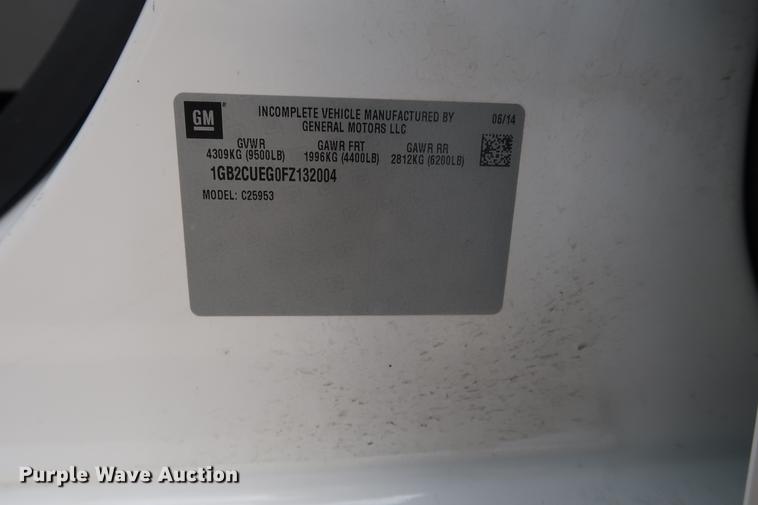 GM®
INCOMPLETE VEHICLE MANUFACTURED BY
GENERAL MOTORS LLC
06/14
GVWR GAWR FRT GAWR RR
4309KG (9500LB) 1996KG (4400LB) 2812KG (6200LB)
1GB2CUEG0FZ132004
MODEL: C25953
Purple Wave Auction